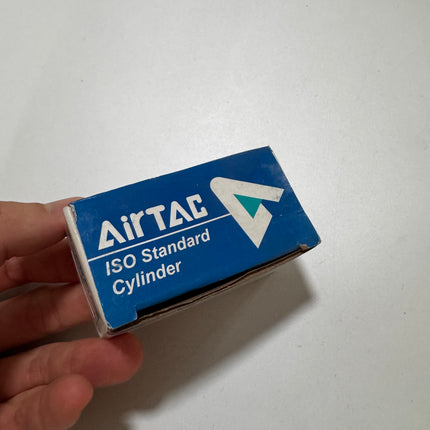 AirTAC
ISO Standard
Cylinder